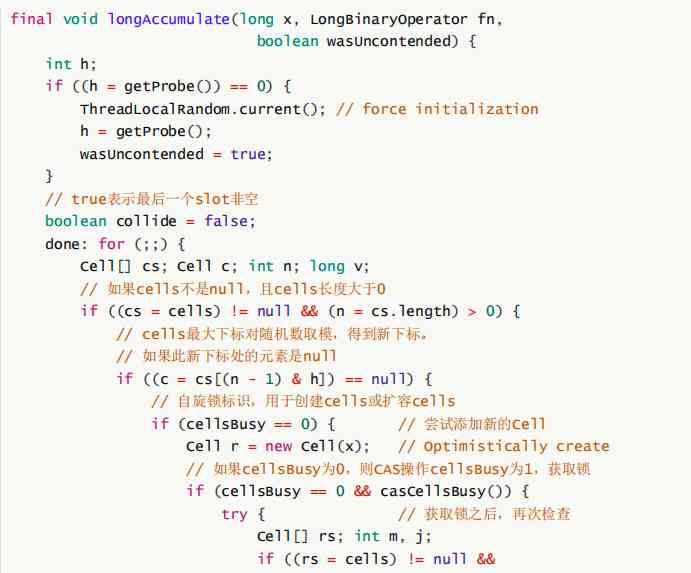 final void longAccumulate(long x, LongBinaryOperator fn,
boolean wasUncontended) {
int h;
if ((h = getProbe()) == 0) {
ThreadLocalRandom.current(); // force initialization
h = getProbe();
wasUncontended = true;
}
// true表示最后一个slot非空
boolean collide = false;
done: for (;;) {
Cell[] cs; Cell c; int n; long v;
// 如果cells不是null，且cells长度大于0
if ((cs = cells) != null && (n = cs.length) > 0) {
// cells最大下标对随机数取模，得到新下标。
// 如果此新下标处的元素是null
if ((c = cs[(n - 1) & h]) == null) {
// 自旋锁标识，用于创建cells或扩容cells
if (cellsBusy == 0) { // 尝试添加新的Cell
Cell r = new Cell(x); // Optimistically create
// 如果cellsBusy为0，则CAS操作cellsBusy为1，获取锁
if (cellsBusy == 0 && casCellsBusy()) {
try { // 获取锁之后，再次检查
Cell[] rs; int m, j;
if ((rs = cells) != null &&